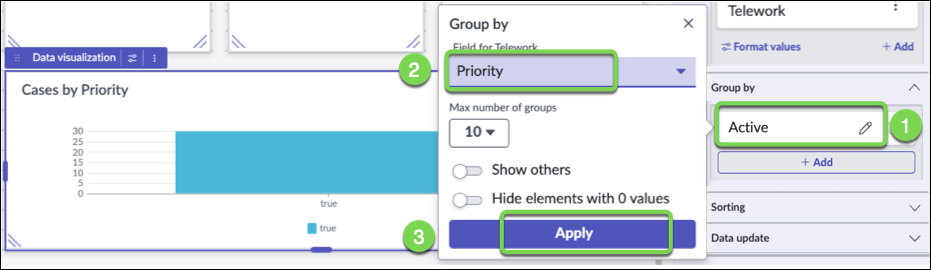 Data visualization
Cases by Priority
30
25
20
15
10
5
0
true
true
Group by
Field for Telework
2
Priority
Max number of groups
10
Show others
Hide elements with 0 values
3
Apply
Telework
Format values
+ Add
Group by
Active
1
+ Add
Sorting
Data update